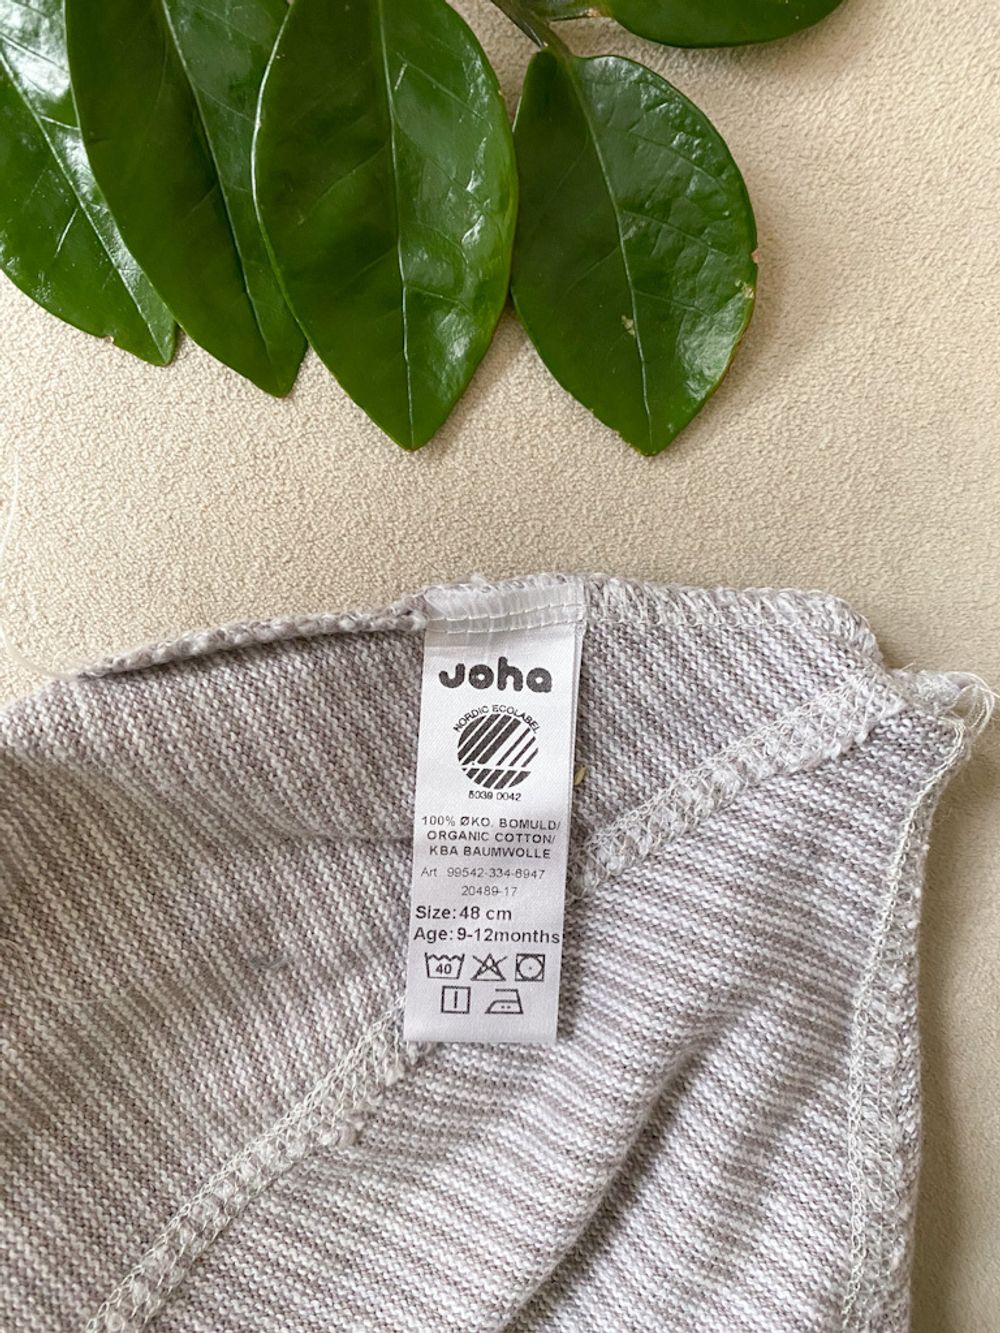 Joha
NORDIC ECOLABEL
5039 0042
100% ØKO. BOMULD/
ORGANIC COTTON/
KBA BAUMWOLLE
Art. 99542-334-6947
20489-17
Size: 48 cm
Age: 9-12months
40